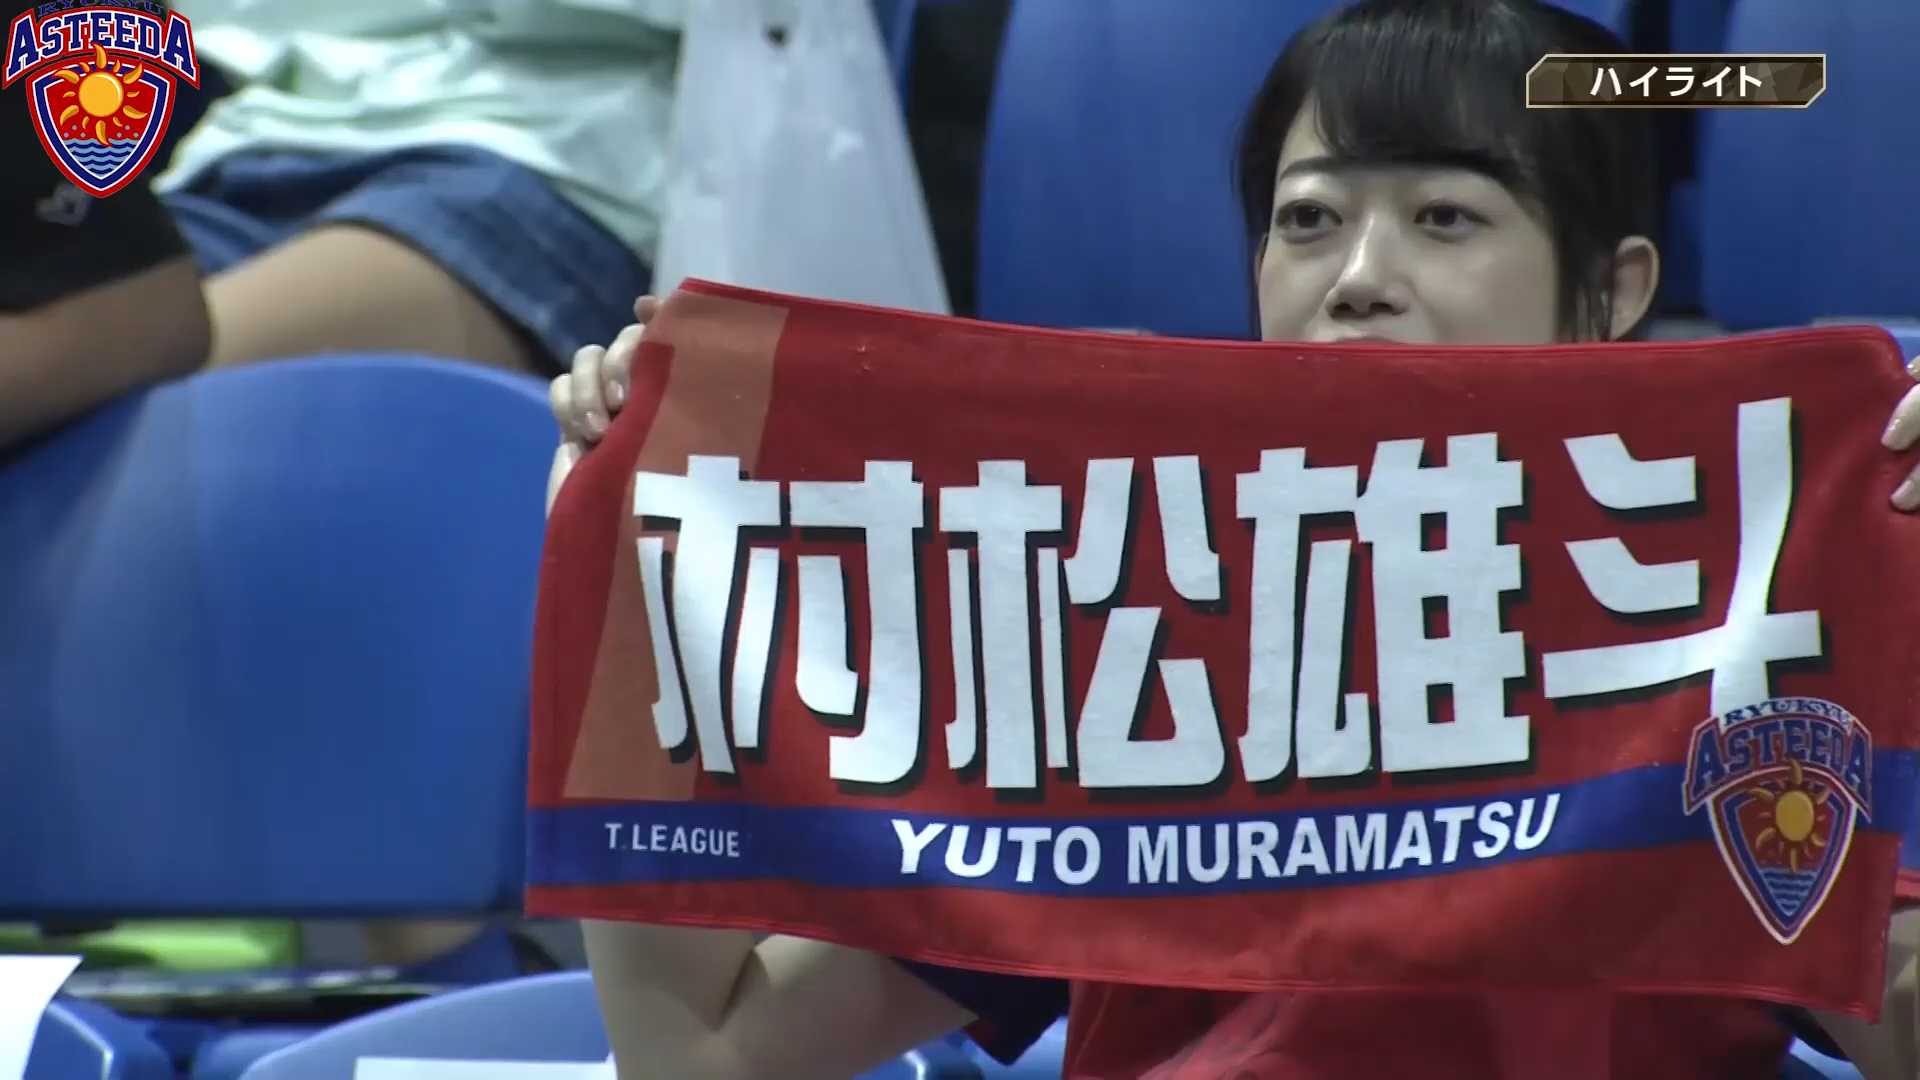 RYUKYU
ASTEEDA
ハイライト
村松雄斗
T.LEAGUE
YUTO MURAMATSU
RYUKYU
ASTEEDA